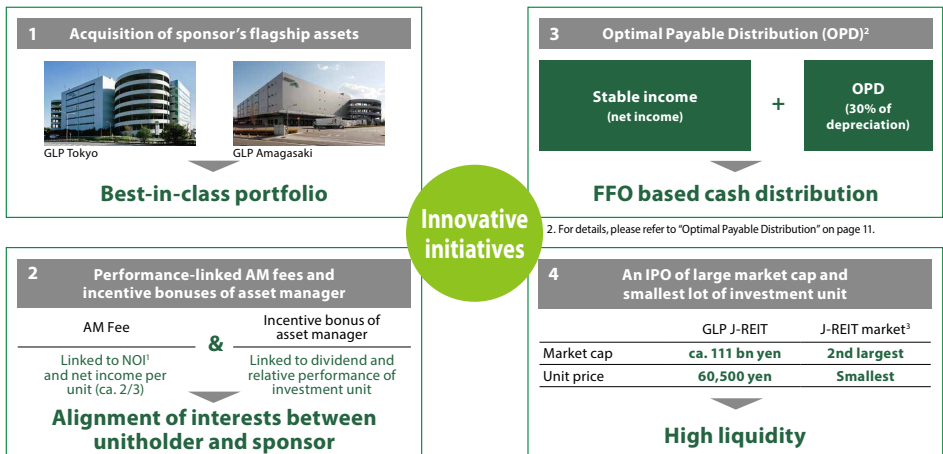 1 Acquisition of sponsor's flagship assets
GLP Tokyo
GLP Amagasaki
Best-in-class portfolio
2 Performance-linked AM fees and
incentive bonuses of asset manager
AM Fee
Linked to NOI¹
and net income per
unit (ca. 2/3)
&
Incentive bonus of
asset manager
Linked to dividend and
relative performance of
investment unit
Alignment of interests between
unitholder and sponsor
Innovative
initiatives
3 Optimal Payable Distribution (OPD)²
Stable income
(net income)
+
OPD
(30% of
depreciation)
FFO based cash distribution
2. For details, please refer to "Optimal Payable Distribution" on page 11.
4 An IPO of large market cap and
smallest lot of investment unit
GLP J-REIT J-REIT market³
Market cap ca. 111 bn yen 2nd largest
Unit price 60,500 yen Smallest
High liquidity